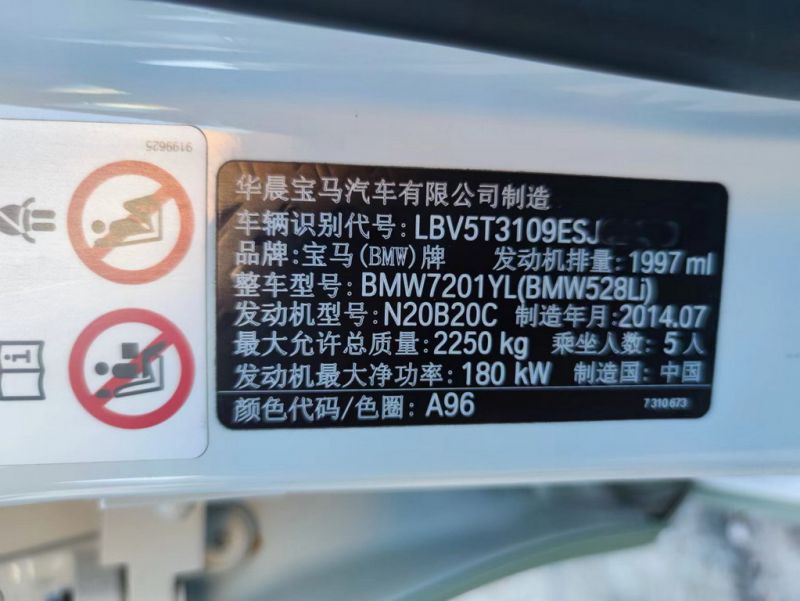 9199625
华晨宝马汽车有限公司制造
车辆识别代号: LBV5T3109ESJ
品牌: 宝马(BMW)牌 发动机排量: 1997 ml
整车型号: BMW7201YL(BMW528Li)
发动机型号: N20B20C 制造年月: 2014.07
最大允许总质量: 2250 kg 乘坐人数: 5 人
发动机最大净功率: 180 kW 制造国: 中国
颜色代码/色圈: A96 7 310 673